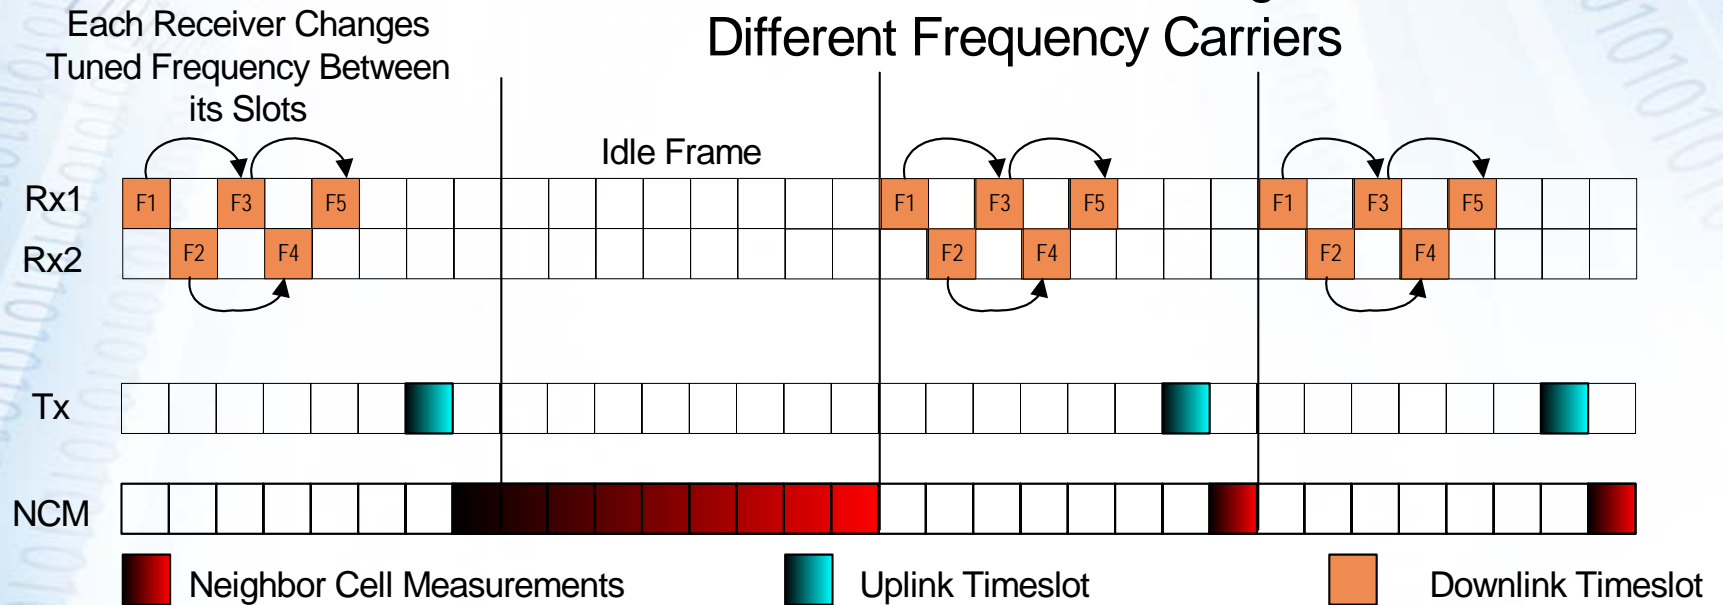 Each Receiver Changes
Tuned Frequency Between
its Slots
Different Frequency Carriers
Idle Frame
Rx1 F1 F3 F5 F1 F3 F5 F1 F3 F5
Rx2 F2 F4 F2 F4 F2 F4
Tx
NCM
Neighbor Cell Measurements Uplink Timeslot Downlink Timeslot